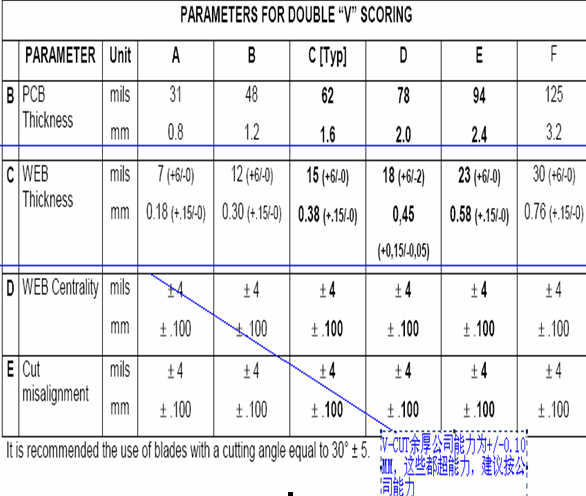 PARAMETERS FOR DOUBLE “V” SCORING
PARAMETER Unit A B C [Typ] D E F
B PCB Thickness mils 31 48 62 78 94 125
mm 0.8 1.2 1.6 2.0 2.4 3.2
C WEB Thickness mils 7 (+6/-0) 12 (+6/-0) 15 (+6/-0) 18 (+6/-2) 23 (+6/-0) 30 (+6/-0)
mm 0.18 (+.15/-0) 0.30 (+.15/-0) 0.38 (+.15/-0) 0,45 0.58 (+.15/-0) 0.76 (+.15/-0)
(+0,15/-0,05)
D WEB Centrality mils ± 4 ± 4 ± 4 ± 4 ± 4 ± 4
mm ± .100 ± .100 ± .100 ± .100 ± .100 ± .100
E Cut misalignment mils ± 4 ± 4 ± 4 ± 4 ± 4 ± 4
mm ± .100 ± .100 ± .100 ± .100 ± .100 ± .100
It is recommended the use of blades with a cutting angle equal to 30° ± 5.
V-CUT余厚公司能力为+/-0.10
MM，这些都超能力，建议按公
司能力